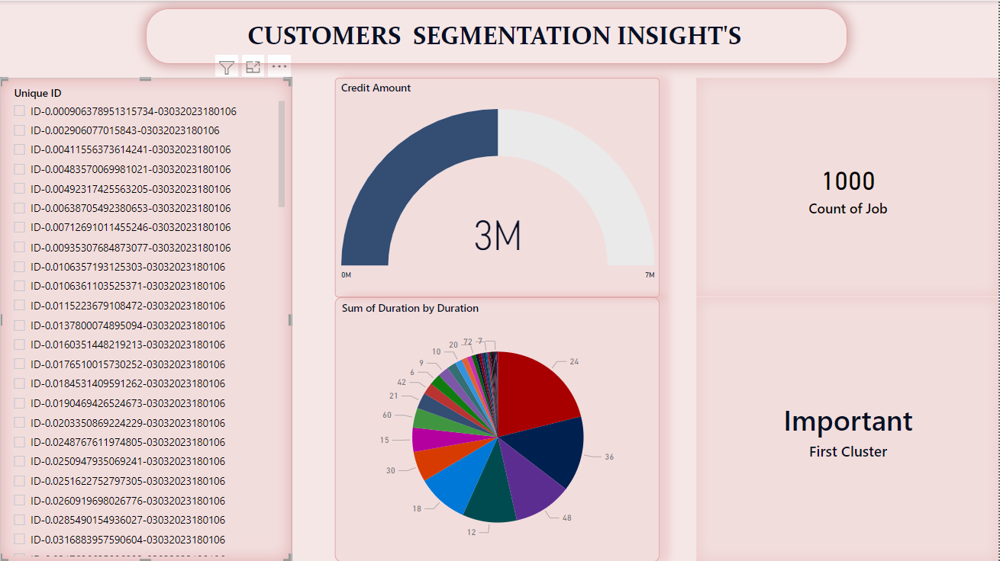 CUSTOMERS SEGMENTATION INSIGHT'S
Unique ID
ID-0.000906378951315734-03032023180106
ID-0.002906077015843-03032023180106
ID-0.00411556373614241-03032023180106
ID-0.00483570069981021-03032023180106
ID-0.00492317425563205-03032023180106
ID-0.00638705492380653-03032023180106
ID-0.00712691011455246-03032023180106
ID-0.00935307684873077-03032023180106
ID-0.0106357193125303-03032023180106
ID-0.0106361103525371-03032023180106
ID-0.0115223679108472-03032023180106
ID-0.0137800074895094-03032023180106
ID-0.0160351448219213-03032023180106
ID-0.0176510015730252-03032023180106
ID-0.0184531409591262-03032023180106
ID-0.0190469426524673-03032023180106
ID-0.0203350869224229-03032023180106
ID-0.0248767611974805-03032023180106
ID-0.0250947935069241-03032023180106
ID-0.0251622752797305-03032023180106
ID-0.0260919698026776-03032023180106
ID-0.0285490154936027-03032023180106
ID-0.0316883957590604-03032023180106
Credit Amount
3M
0M
7M
Sum of Duration by Duration
24
36
48
12
18
30
15
60
21
42
6
9
10
20
72
7
1000
Count of Job
Important
First Cluster